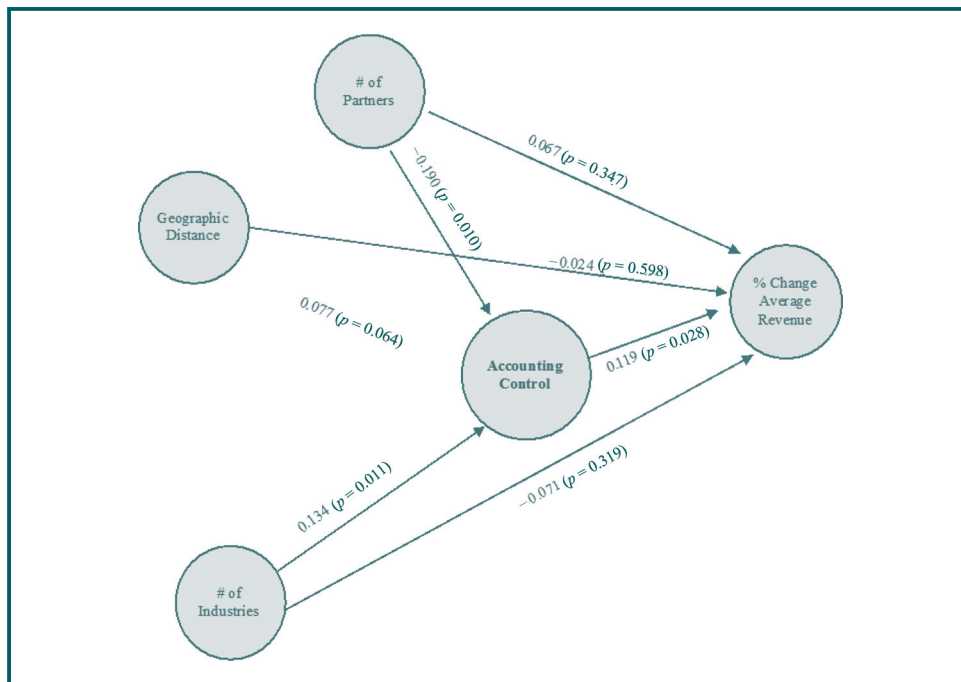 # of
Partners
0.067 (p = 0.347)
−0.190 (p = 0.010)
Geographic
Distance
−0.024 (p = 0.598)
% Change
Average
Revenue
0.077 (p = 0.064)
Accounting
Control
0.119 (p = 0.028)
0.134 (p = 0.011)
−0.071 (p = 0.319)
# of
Industries